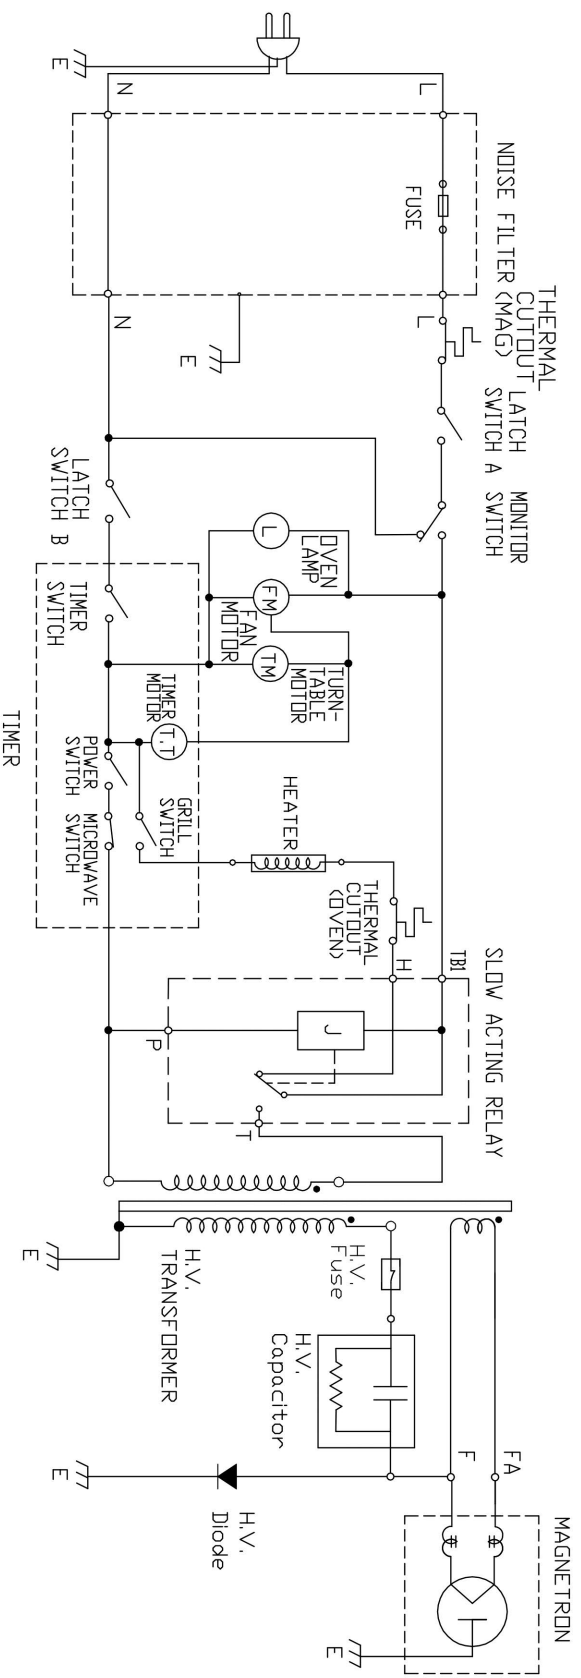 E
N
L
NOISE FILTER
FUSE
N
L
E
THERMAL
CUTOUT
(MAG)
LATCH
SWITCH A
MONITOR
SWITCH
LATCH
SWITCH B
L
OVEN
LAMP
FM
FAN
MOTOR
TM
TURN-
TABLE
MOTOR
TIMER
SWITCH
TIMER
MOTOR
T.T
POWER
SWITCH
MICROWAVE
SWITCH
GRILL
SWITCH
TIMER
HEATER
THERMAL
CUTOUT
(OVEN)
H
TB1
SLOW ACTING RELAY
J
P
T
E
H.V.
TRANSFORMER
H.V.
Fuse
H.V.
Capacitor
E
H.V.
Diode
F
FA
MAGNETRON
E